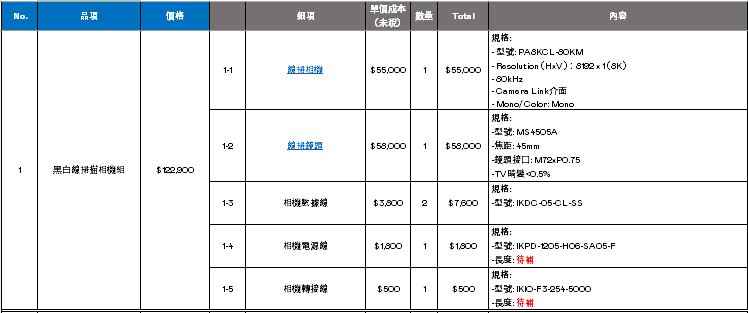 No. 品項 價格 細項 單價成本 (未稅) 數量 Total 內容
1 黑白線掃描相機組 $122,900
1-1 線掃相機 $55,000 1 $55,000
規格:
- 型號: PA8KCL-80KM
- Resolution (HxV) : 8192 x 1(8K)
- 80kHz
- Camera Link介面
- Mono/Color: Mono
1-2 線掃鏡頭 $58,000 1 $58,000
規格:
-型號: MS4505A
-焦距: 45mm
-鏡頭接口: M72xP0.75
-TV畸變<0.5%
1-3 相機數據線 $3,800 2 $7,600
規格:
-型號: IKDC-05-CL-SS
1-4 相機電源線 $1,800 1 $1,800
規格:
-型號: IKPD-1205-H06-SA05-F
-長度: 待補
1-5 相機轉接線 $500 1 $500
規格:
-型號: IKIO-F3-254-5000
-長度: 待補